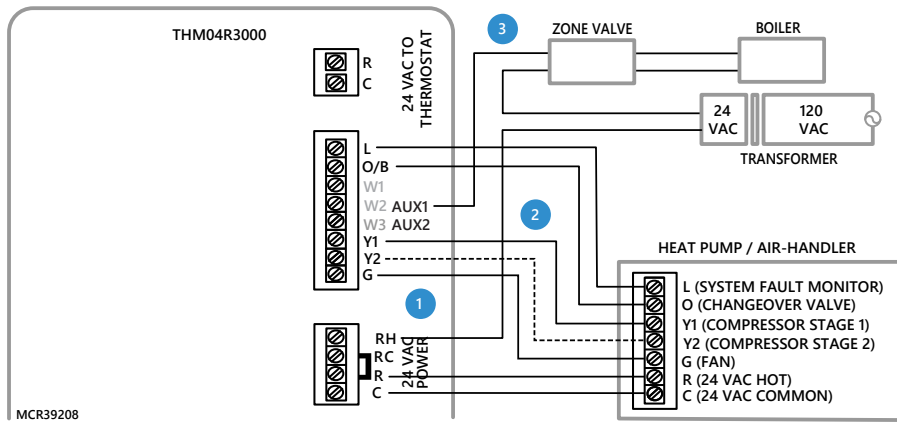 THM04R3000
R
C
24 VAC TO
THERMOSTAT
3
ZONE VALVE
BOILER
24
VAC
120
VAC
TRANSFORMER
L
O/B
W1
W2 AUX1
W3 AUX2
Y1
Y2
G
2
1
RH
RC
R
C
24 VAC
POWER
HEAT PUMP / AIR-HANDLER
L (SYSTEM FAULT MONITOR)
O (CHANGEOVER VALVE)
Y1 (COMPRESSOR STAGE 1)
Y2 (COMPRESSOR STAGE 2)
G (FAN)
R (24 VAC HOT)
C (24 VAC COMMON)
MCR39208